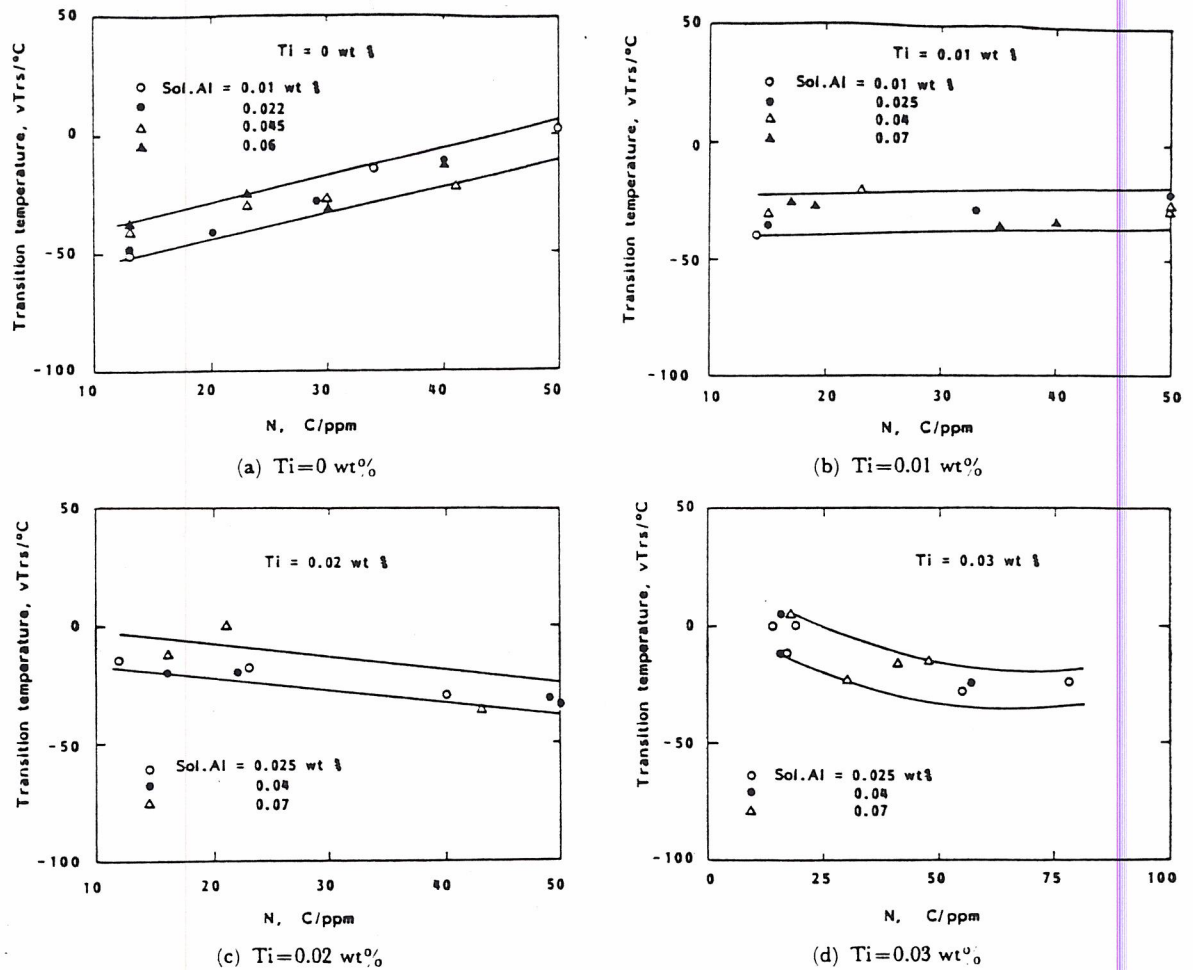 50
0
-50
-100
Transition temperature, vTrs/°C
Ti = 0 wt %
Sol.Al = 0.01 wt %
0.022
0.045
0.06
10 20 30 40 50
N, C/ppm
(a) Ti=0 wt%
50
0
-50
-100
Transition temperature, vTrs/°C
Ti = 0.01 wt %
Sol.Al = 0.01 wt %
0.025
0.04
0.07
10 20 30 40 50
N, C/ppm
(b) Ti=0.01 wt%
50
0
-50
-100
Transition temperature, vTrs/°C
Ti = 0.02 wt %
Sol.Al = 0.025 wt %
0.04
0.07
10 20 30 40 50
N, C/ppm
(c) Ti=0.02 wt%
50
0
-50
-100
Transition temperature, vTrs/°C
Ti = 0.03 wt %
Sol.Al = 0.025 wt%
0.04
0.07
0 25 50 75 100
N, C/ppm
(d) Ti=0.03 wt%